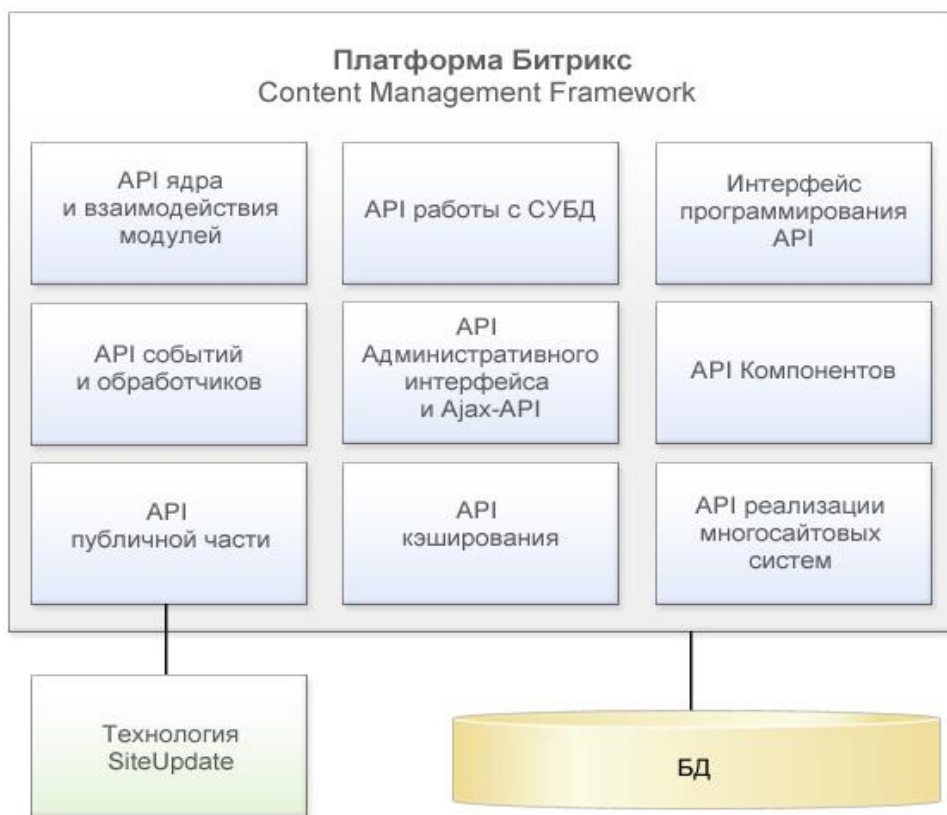 Платформа Битрикс
Content Management Framework
API ядра
и взаимодействия
модулей
API работы с СУБД
Интерфейс
программирования
API
API событий
и обработчиков
API
Административного
интерфейса
и Ajax-API
API Компонентов
API
публичной части
API
кэширования
API реализации
многосайтовых
систем
Технология
SiteUpdate
БД